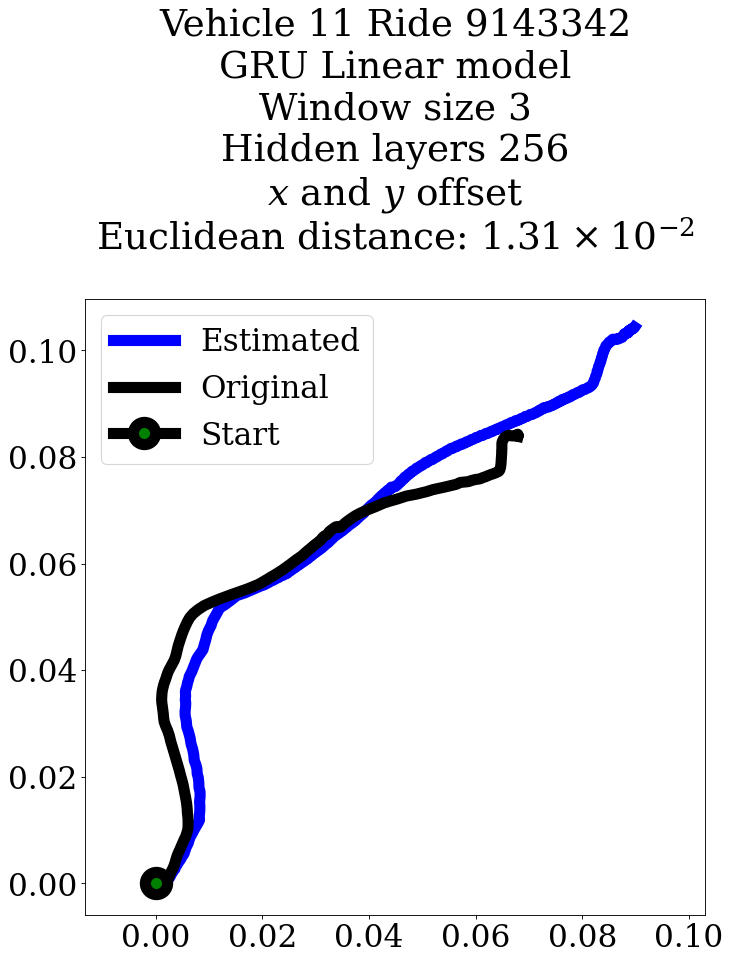 Vehicle 11 Ride 9143342
GRU Linear model
Window size 3
Hidden layers 256
x and y offset
Euclidean distance: 1.31 × 10⁻²
Estimated
Original
Start
0.10
0.08
0.06
0.04
0.02
0.00
0.00 0.02 0.04 0.06 0.08 0.10